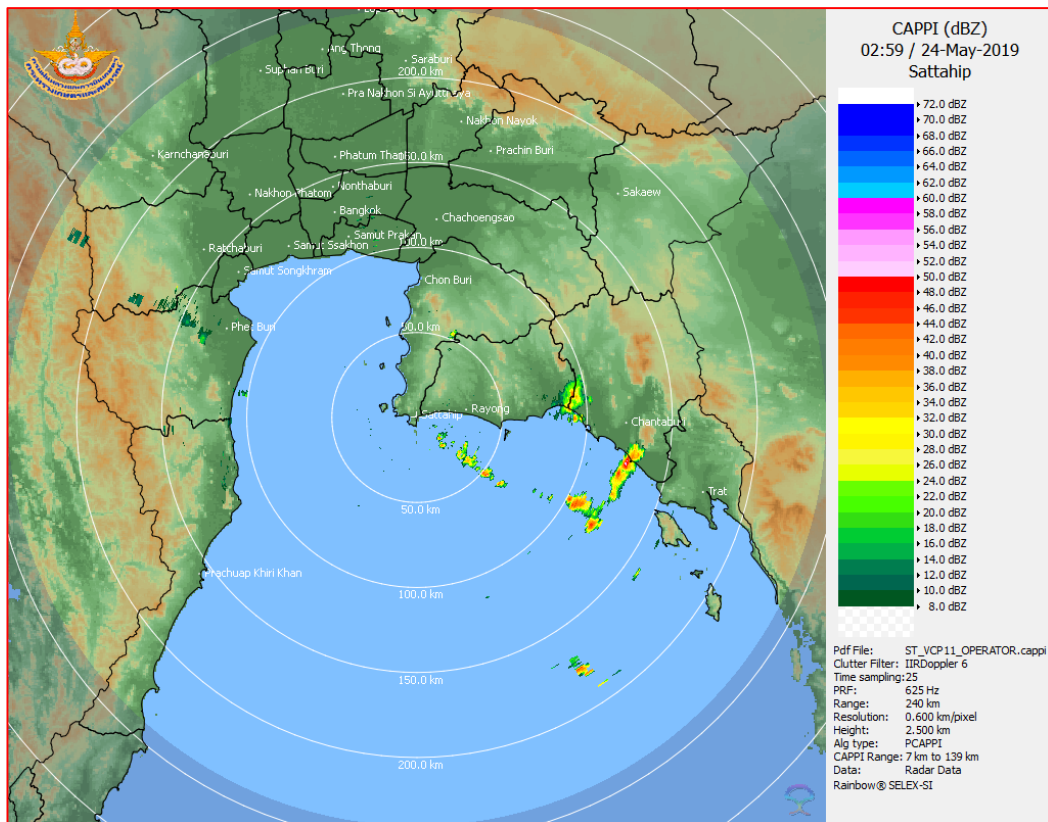 CAPPI (dBZ)
02:59 / 24-May-2019
Sattahip
72.0 dBZ
70.0 dBZ
68.0 dBZ
66.0 dBZ
64.0 dBZ
62.0 dBZ
60.0 dBZ
58.0 dBZ
56.0 dBZ
54.0 dBZ
52.0 dBZ
50.0 dBZ
48.0 dBZ
46.0 dBZ
44.0 dBZ
42.0 dBZ
40.0 dBZ
38.0 dBZ
36.0 dBZ
34.0 dBZ
32.0 dBZ
30.0 dBZ
28.0 dBZ
26.0 dBZ
24.0 dBZ
22.0 dBZ
20.0 dBZ
18.0 dBZ
16.0 dBZ
14.0 dBZ
12.0 dBZ
10.0 dBZ
8.0 dBZ
Pdf File: ST_VCP11_OPERATOR.cappi
Clutter Filter: IIRDoppler 6
Time sampling:25
PRF: 625 Hz
Range: 240 km
Resolution: 0.600 km/pixel
Height: 2.500 km
Alg type: PCAPPI
CAPPI Range: 7 km to 139 km
Data: Radar Data
Rainbow® SELEX-SI
Ang Thong
Saraburi
Suphan Buri
200.0 km
Pra Nakhon Si Ayuttnaya
Nakhon Nayok
Karnchanaburi
Phatum Thani
150.0 km
Prachin Buri
Nonthaburi
Nakhon Phatom
Sakaew
Bangkok
Chachoengsao
Samut Prakan
Ratchaburi
Samut Ssakhon
100.0 km
Samut Songkhram
Chon Buri
Phet Buri
50.0 km
Sattahip
Rayong
Chantaburi
Trat
50.0 km
Prachuap Khiri Khan
100.0 km
150.0 km
200.0 km